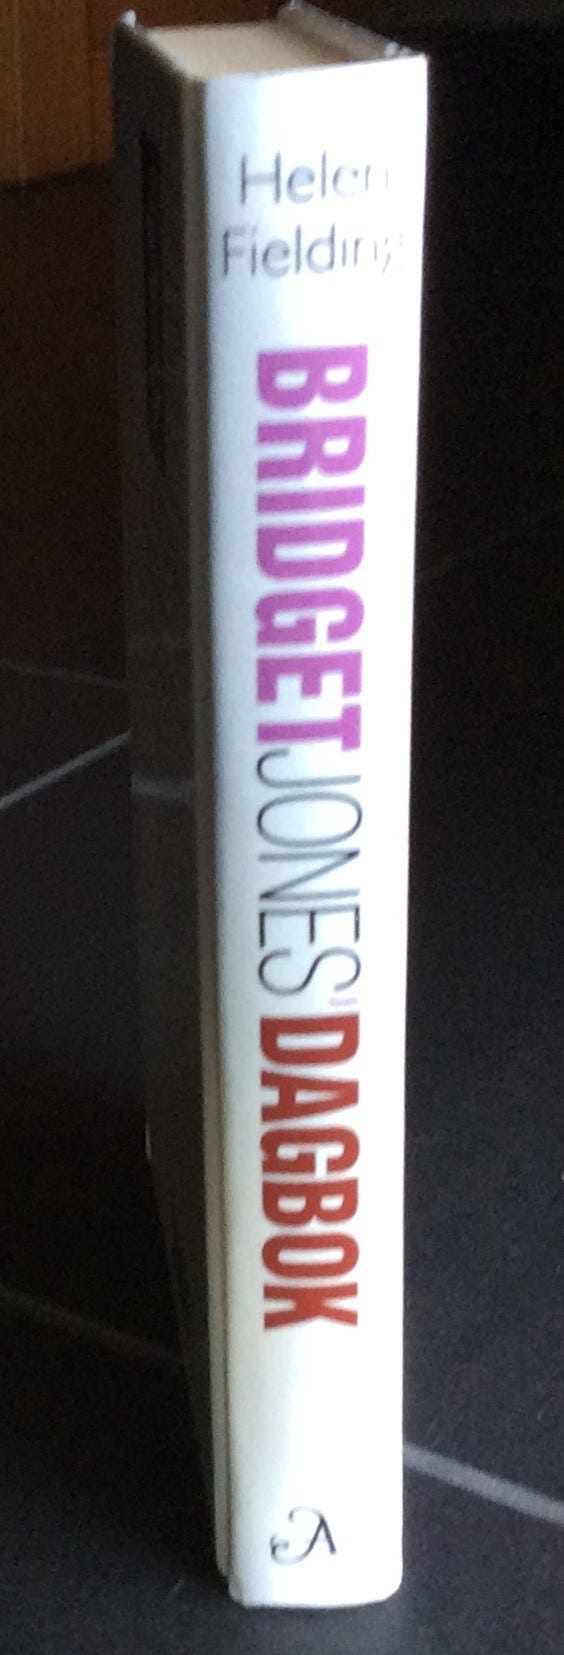 Helen
Fielding
BRIDGET JONES' DAGBOK